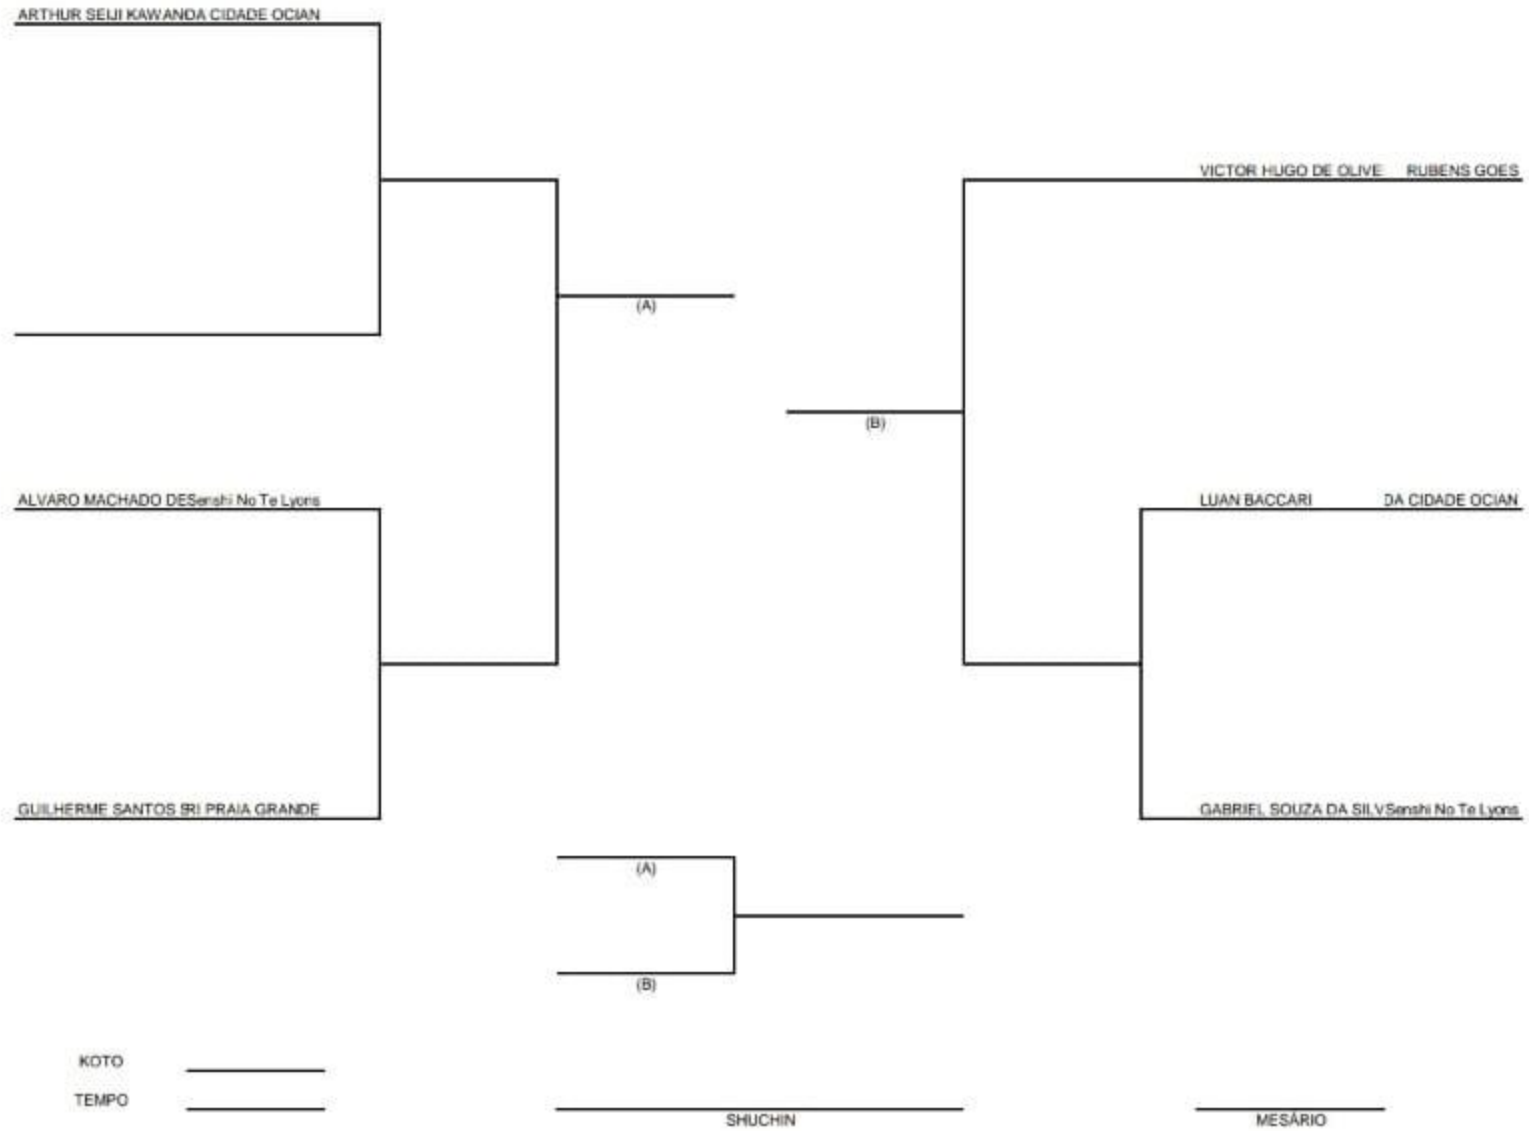 ARTHUR SEIJI KAWANDA CIDADE OCIAN
VICTOR HUGO DE OLIVE RUBENS GOES
(A)
(B)
ALVARO MACHADO DESenshi No Te Lyons
LUAN BACCARI DA CIDADE OCIAN
GUILHERME SANTOS SRI PRAIA GRANDE
GABRIEL SOUZA DA SILVSenshi No Te Lyons
(A)
(B)
KOTO
TEMPO
SHUCHIN
MESÁRIO